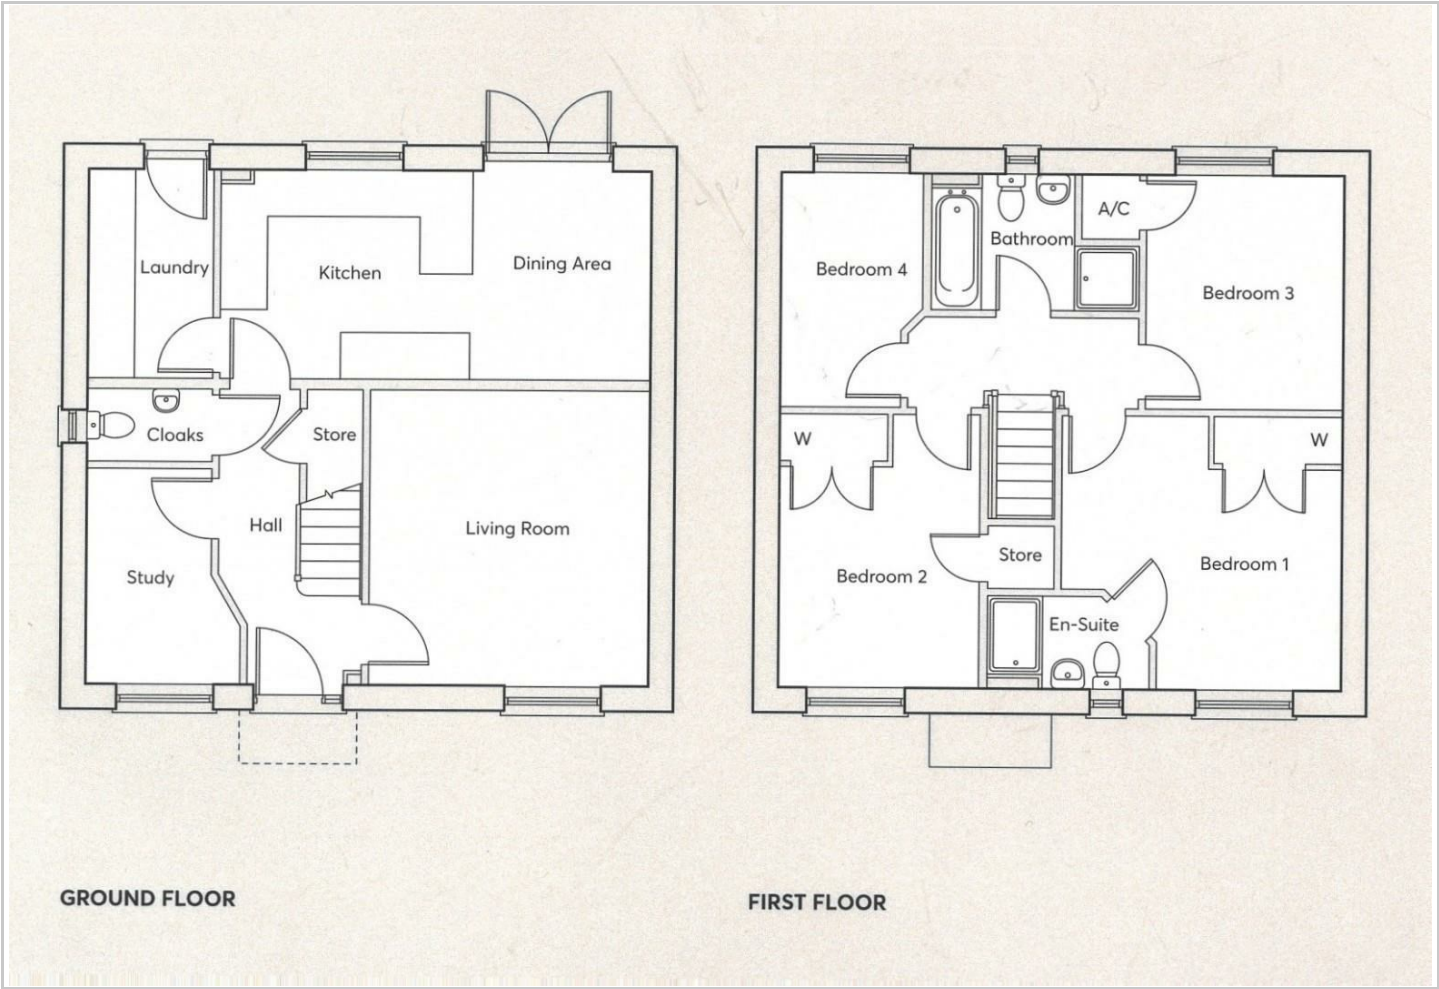 Laundry
Kitchen
Dining Area
Cloaks
Store
Hall
Living Room
Study
GROUND FLOOR
A/C
Bathroom
Bedroom 4
Bedroom 3
W
W
Store
Bedroom 2
Bedroom 1
En-Suite
FIRST FLOOR